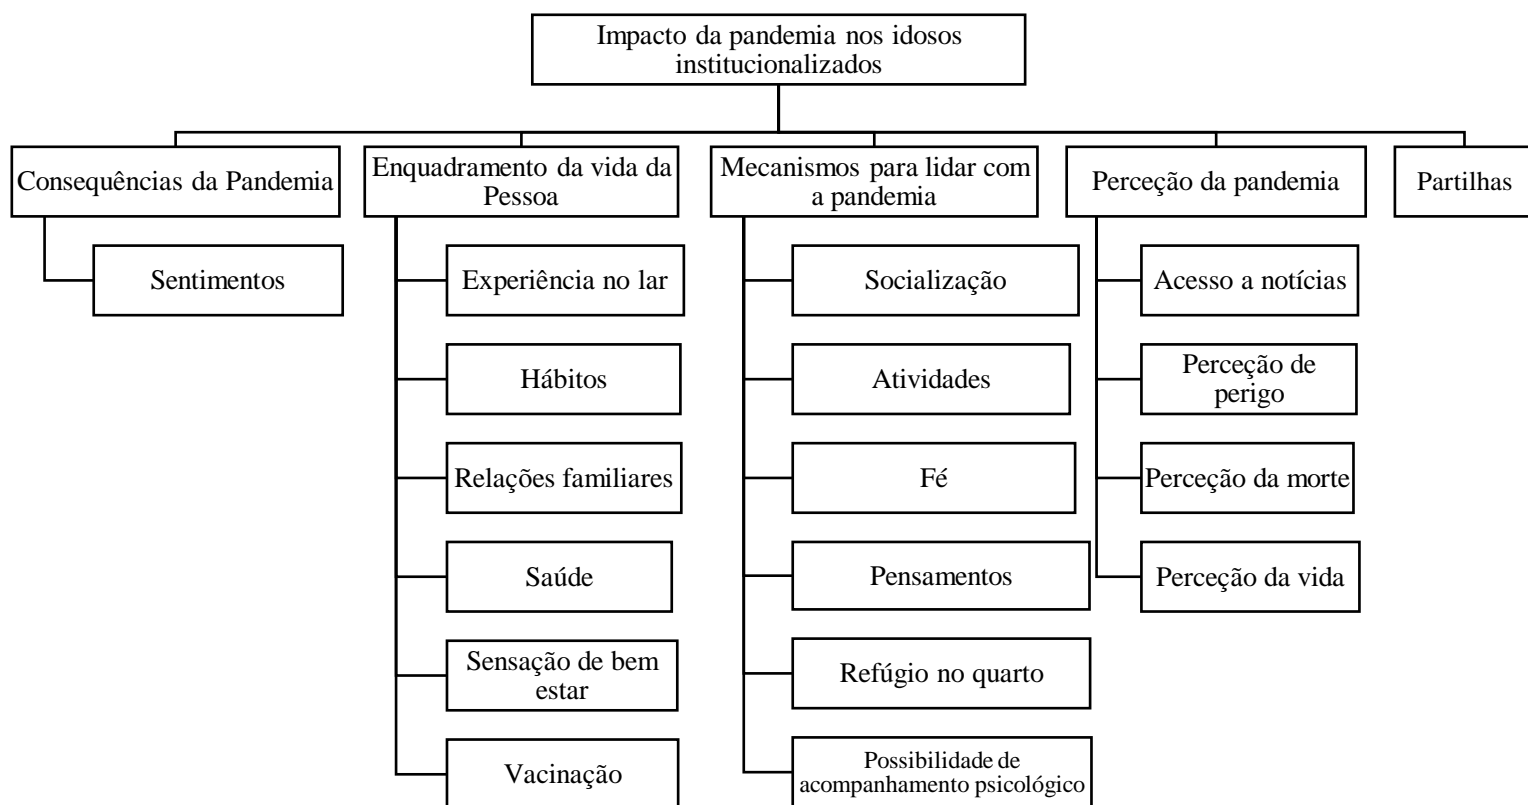 Impacto da pandemia nos idosos
institucionalizados
Consequências da Pandemia
Enquadramento da vida da
Pessoa
Mecanismos para lidar com
a pandemia
Perceção da pandemia
Partilhas
Sentimentos
Experiência no lar
Hábitos
Relações familiares
Saúde
Sensação de bem
estar
Vacinação
Socialização
Atividades
Fé
Pensamentos
Refúgio no quarto
Possibilidade de
acompanhamento psicológico
Acesso a notícias
Perceção de
perigo
Perceção da morte
Perceção da vida